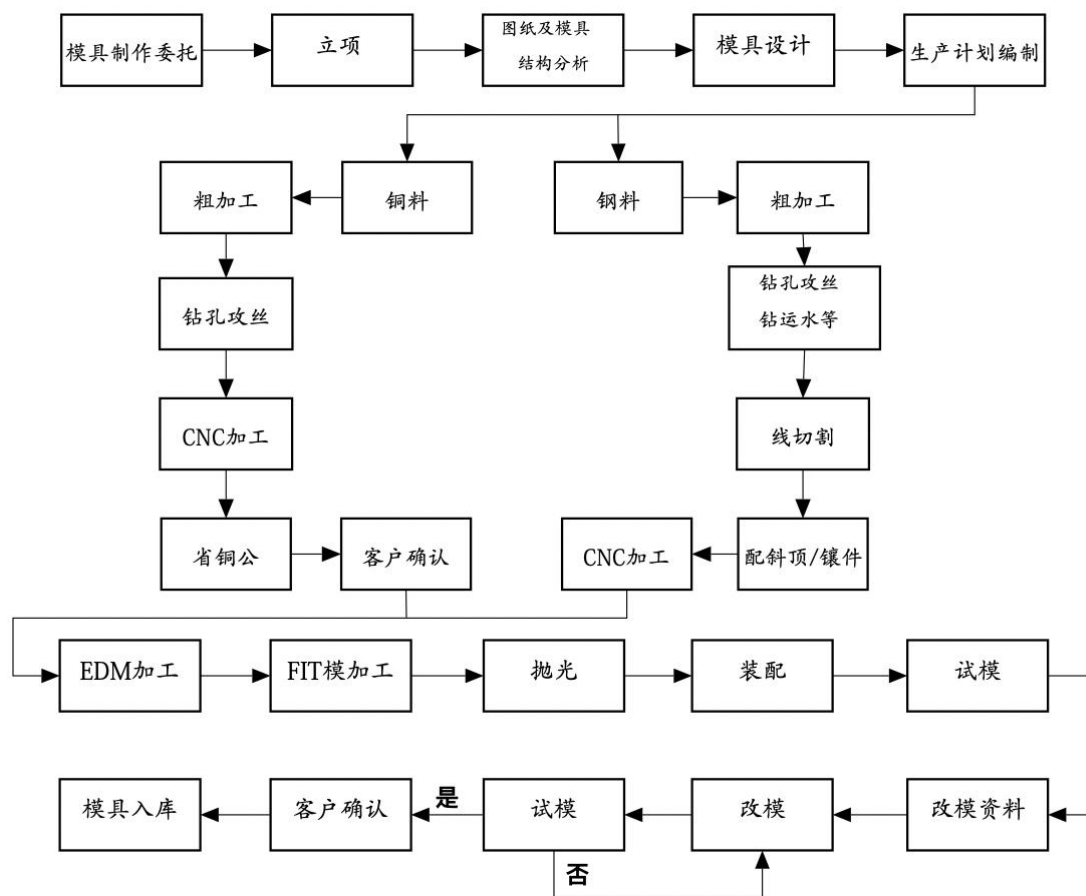 模具制作委托
立项
图纸及模具
结构分析
模具设计
生产计划编制
粗加工
铜料
钢料
粗加工
钻孔攻丝
钻孔攻丝
钻运水等
CNC加工
线切割
省铜公
客户确认
CNC加工
配斜顶/镶件
EDM加工
FIT模加工
抛光
装配
试模
模具入库
客户确认
是
试模
改模
改模资料
否